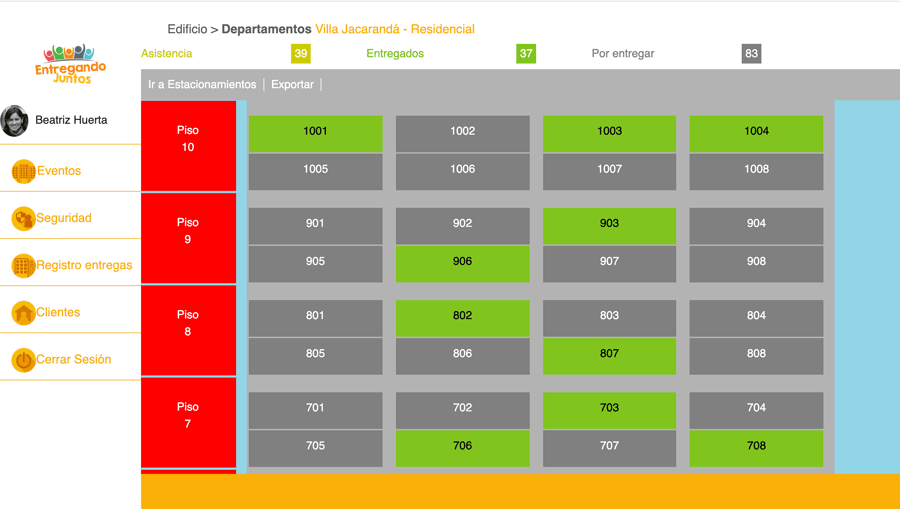 Edificio > Departamentos Villa Jacarandá - Residencial
Asistencia 39 Entregados 37 Por entregar 83
Entregando
Juntos
Ir a Estacionamientos | Exportar |
Beatriz Huerta
Eventos
Seguridad
Registro entregas
Clientes
Cerrar Sesión
Piso
10
1001 1002 1003 1004
1005 1006 1007 1008
Piso
9
901 902 903 904
905 906 907 908
Piso
8
801 802 803 804
805 806 807 808
Piso
7
701 702 703 704
705 706 707 708